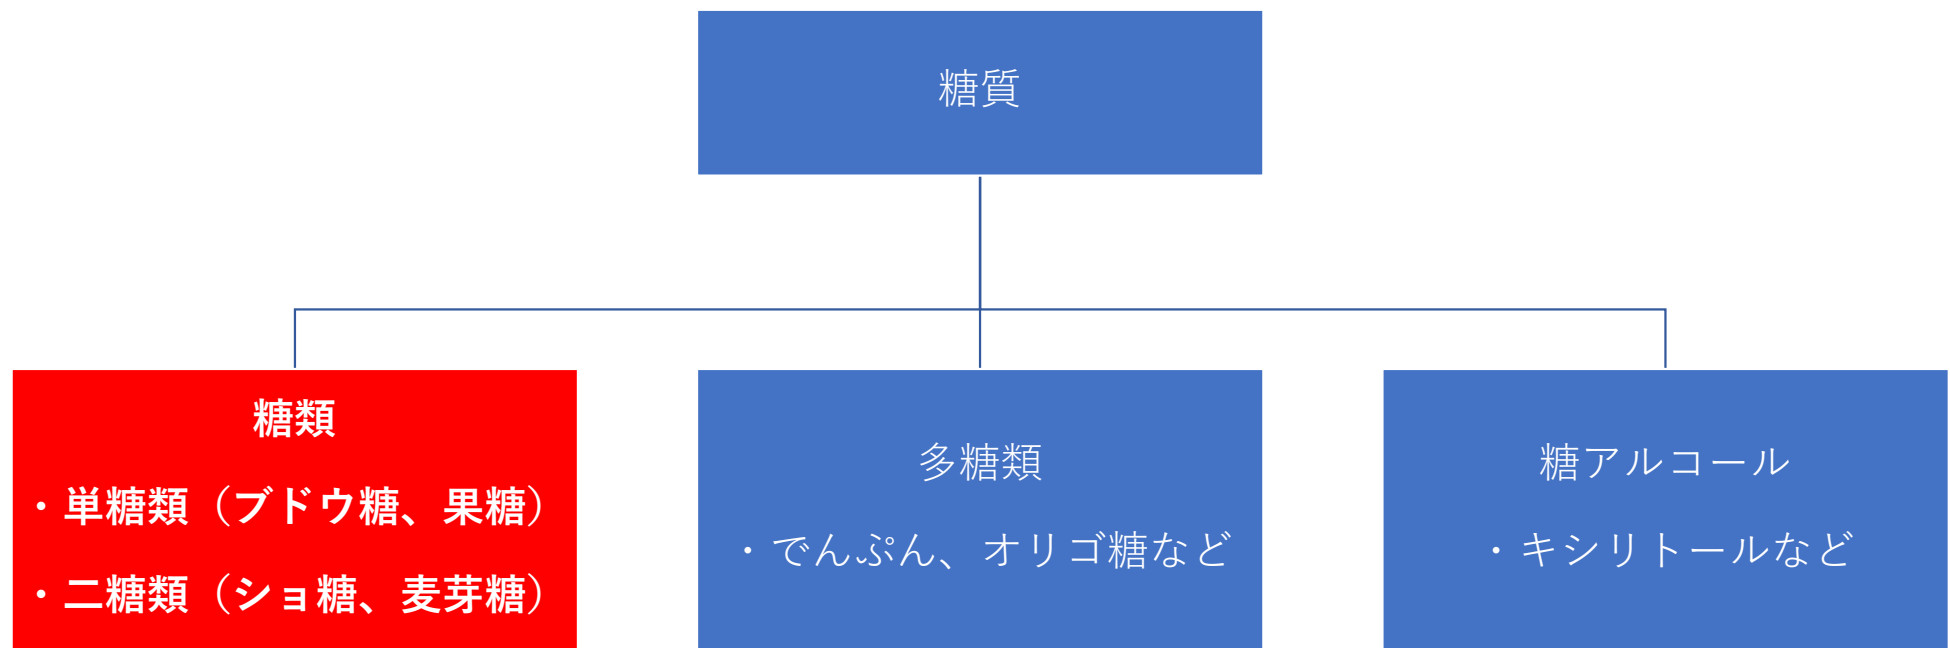 糖質
糖類
・単糖類（ブドウ糖、果糖）
・二糖類（ショ糖、麦芽糖）
多糖類
・でんぷん、オリゴ糖など
糖アルコール
・キシリトールなど